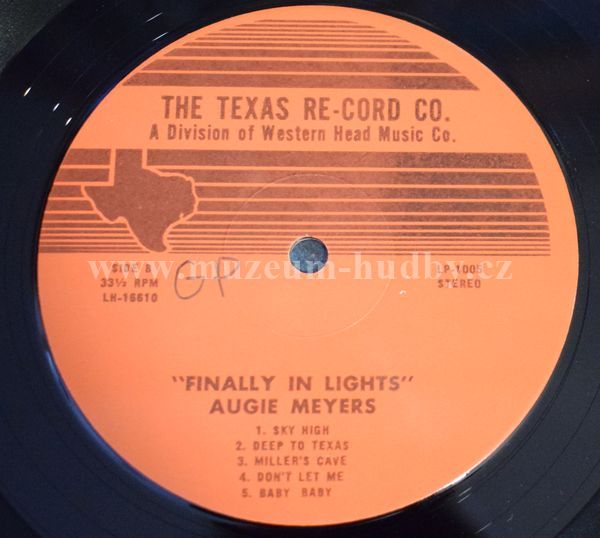 THE TEXAS RE-CORD CO.
A Division of Western Head Music Co.
www.muzeum-hudby.cz
SIDE B
33⅓ RPM
LH-16610
GP
LP-1005
STEREO
"FINALLY IN LIGHTS"
AUGIE MEYERS
1. SKY HIGH
2. DEEP TO TEXAS
3. MILLER'S CAVE
4. DON'T LET ME
5. BABY BABY